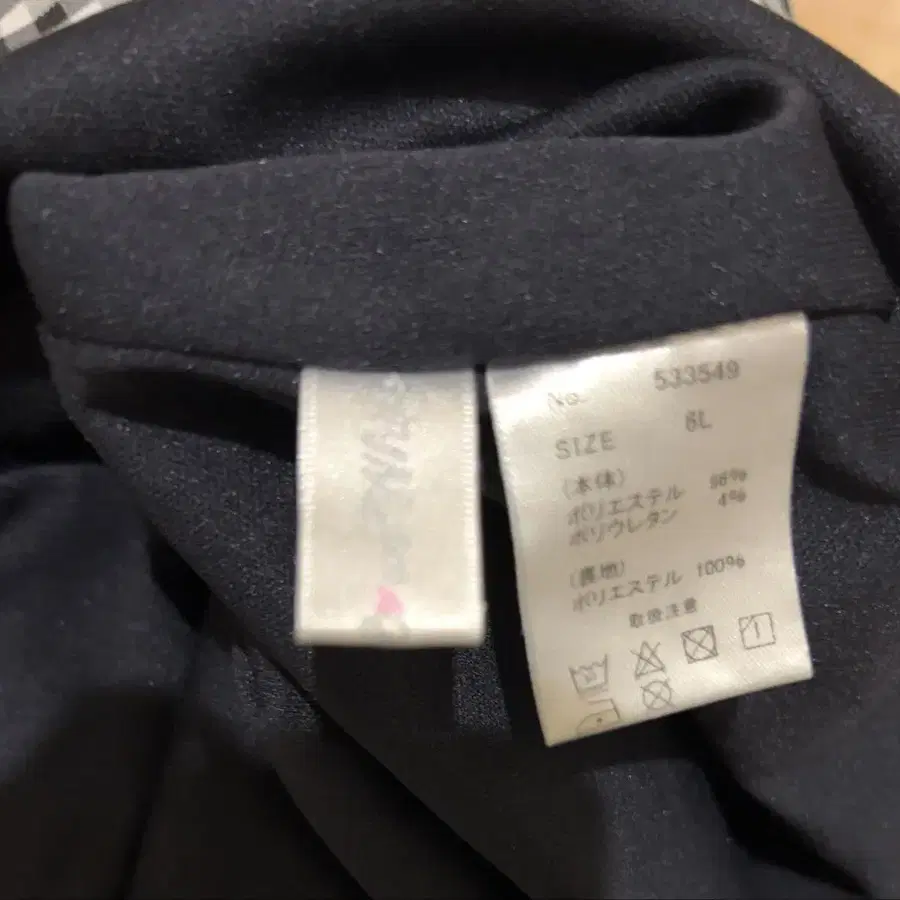 No. 533549
SIZE 6L
(本体)
ポリエステル 96%
ポリウレタン 4%
(裏地)
ポリエステル 100%
取扱注意